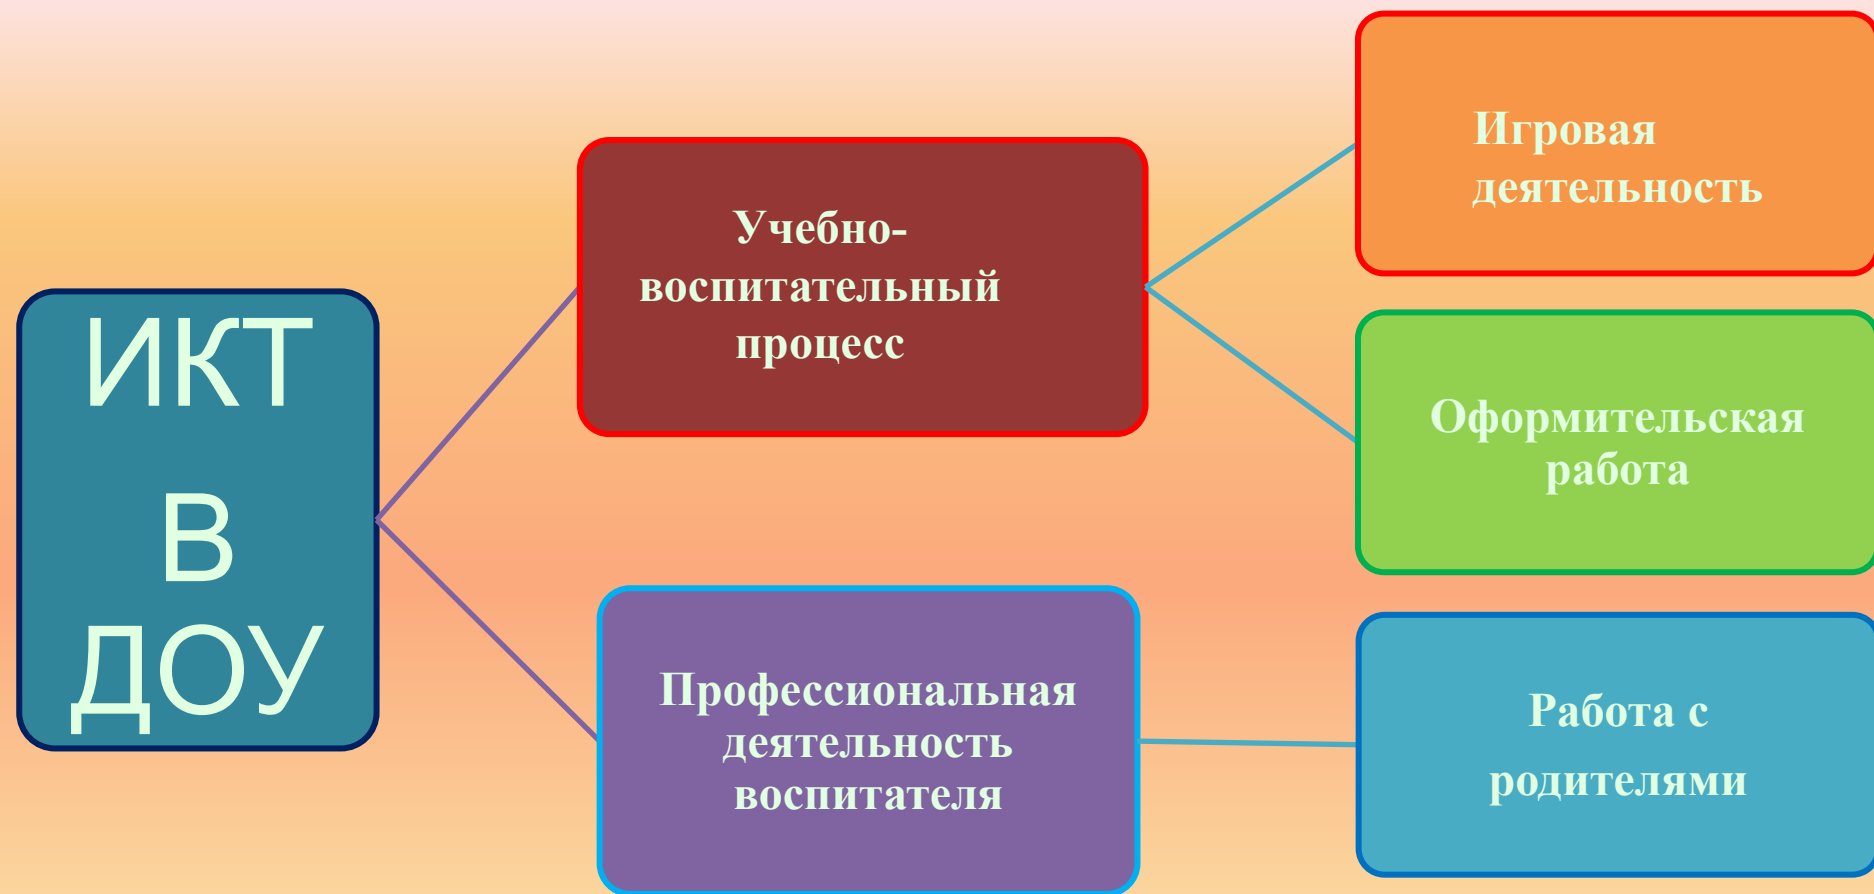 ИКТ
В
ДОУ
Учебно-
воспитательный
процесс
Профессиональная
деятельность
воспитателя
Игровая
деятельность
Оформительская
работа
Работа с
родителями